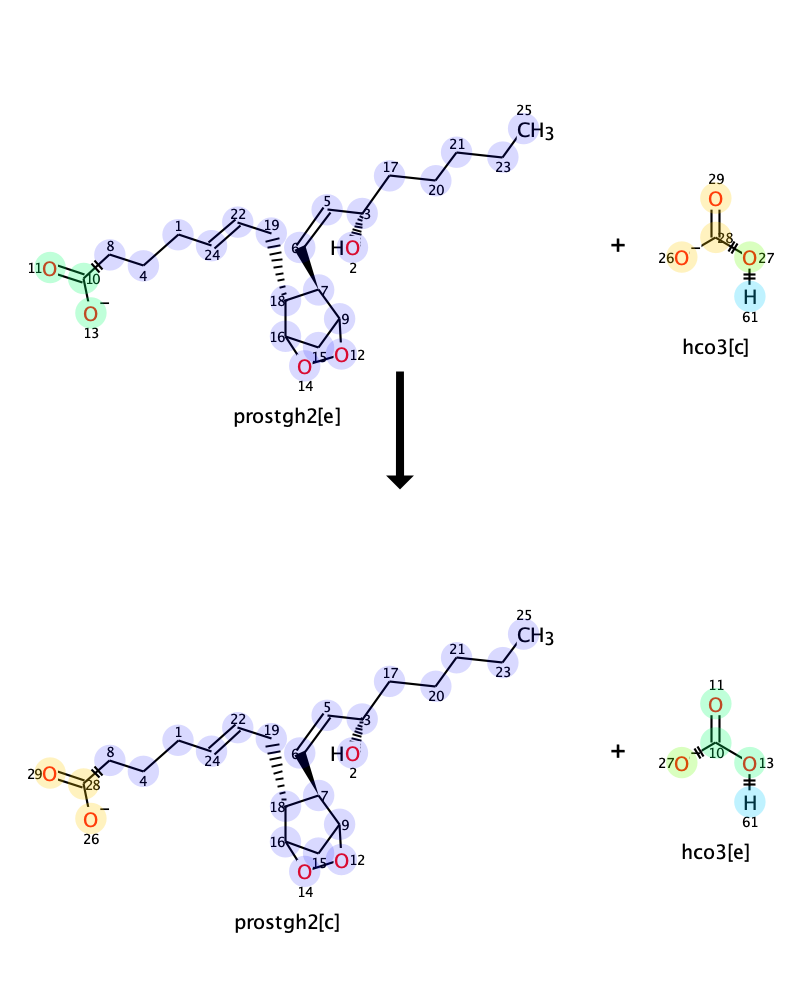 25
CH3
21
17
23
20
29
O
5
3
22
1
19
28
HO
2
6
+
26 O −
O 27
8
24
11 O
10
4
7
H
61
18
O −
13
9
16
15
O 12
O
14
hco3[c]
prostgh2[e]
25
CH3
21
17
23
20
11
O
5
3
22
1
19
10
HO
2
6
+
27 O −
O 13
8
24
29 O
28
4
7
H
61
18
O −
26
9
16
15
O 12
O
14
hco3[e]
prostgh2[c]